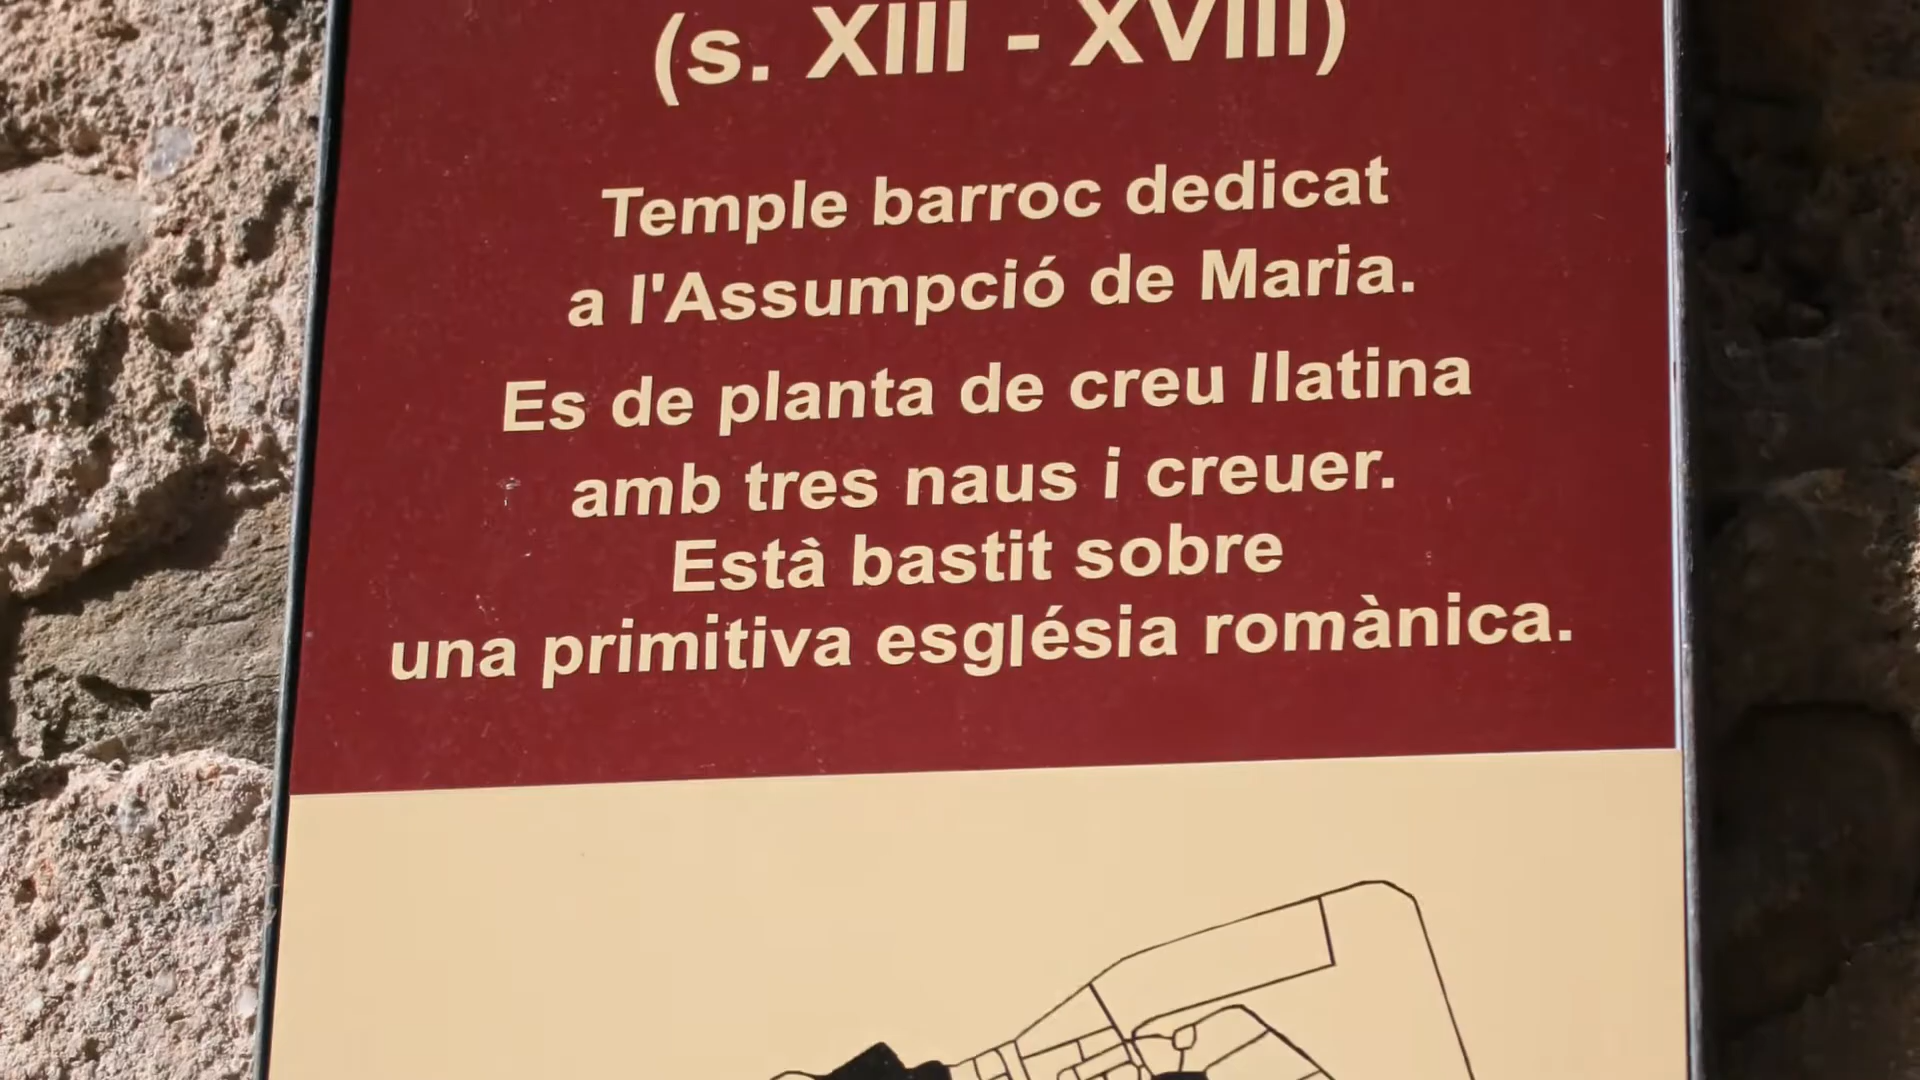 (s. XIII - XVIII)
Temple barroc dedicat
a l'Assumpció de Maria.
Es de planta de creu llatina
amb tres naus i creuer.
Està bastit sobre
una primitiva església romànica.